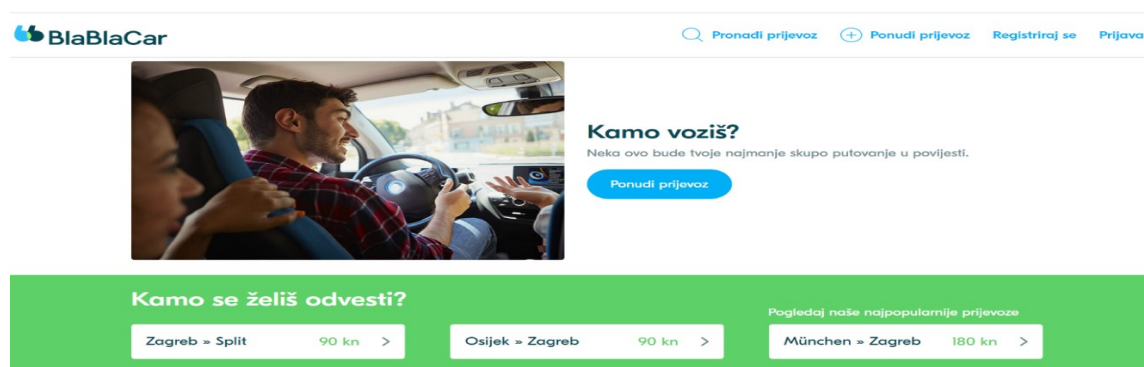 BlaBlaCar
Pronađi prijevoz
Ponudi prijevoz
Registriraj se
Prijava
Kamo voziš?
Neka ovo bude tvoje najmanje skupo putovanje u povijesti.
Ponudi prijevoz
Kamo se želiš odvesti?
Pogledaj naše najpopularnije prijevoze
Zagreb » Split 90 kn >
Osijek » Zagreb 90 kn >
München » Zagreb 180 kn >